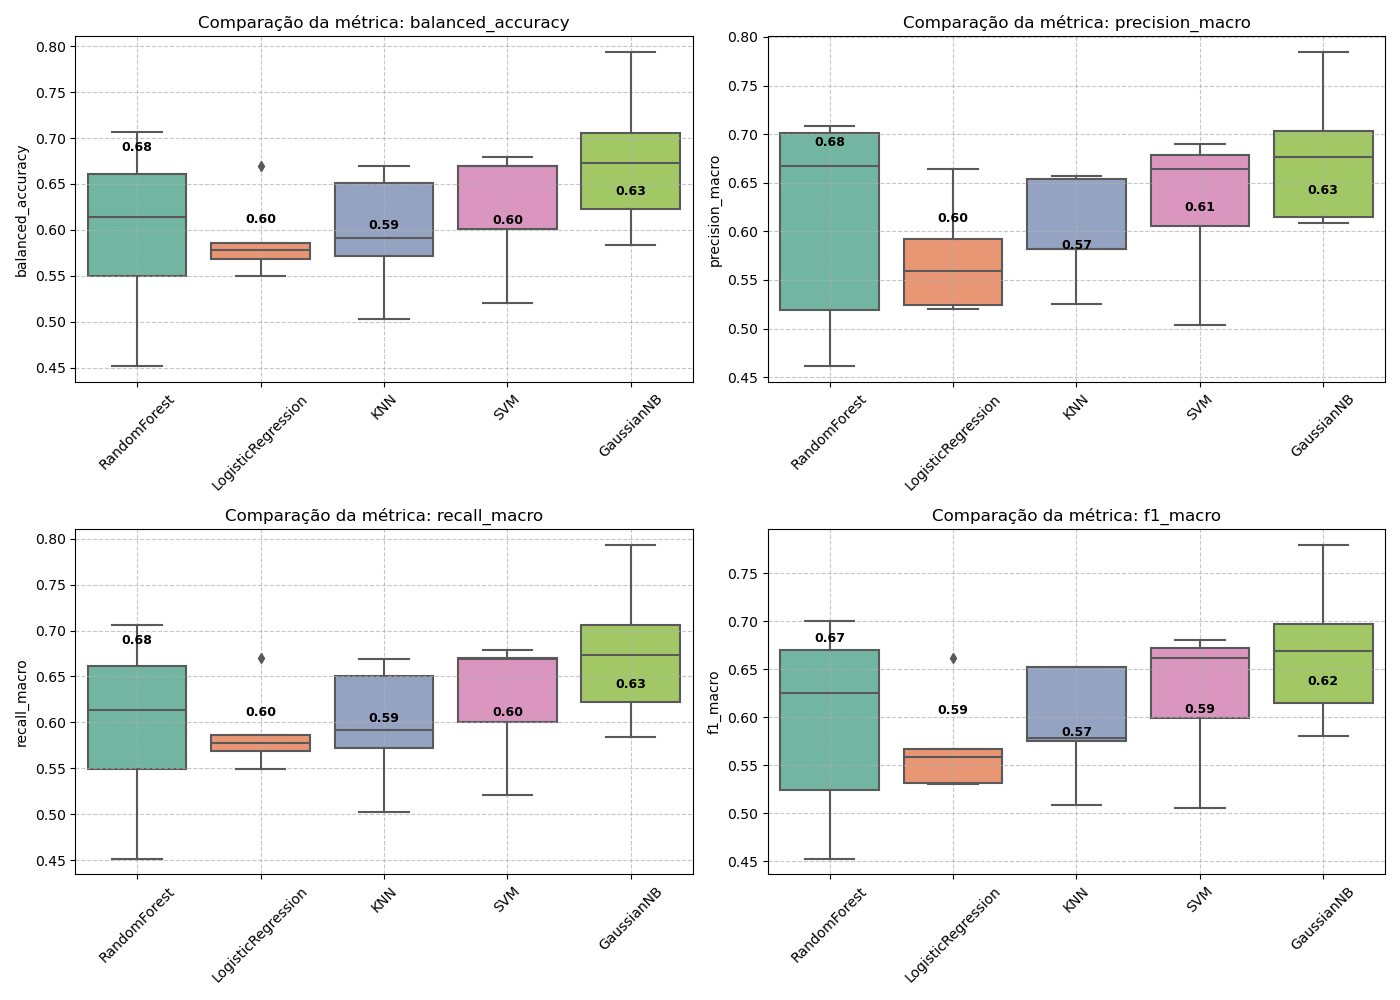 Comparação da métrica: balanced_accuracy
balanced_accuracy
0.80
0.75
0.70
0.65
0.60
0.55
0.50
0.45
0.68
0.60
0.59
0.60
0.63
RandomForest
LogisticRegression
KNN
SVM
GaussianNB
Comparação da métrica: precision_macro
precision_macro
0.80
0.75
0.70
0.65
0.60
0.55
0.50
0.45
0.68
0.60
0.57
0.61
0.63
RandomForest
LogisticRegression
KNN
SVM
GaussianNB
Comparação da métrica: recall_macro
recall_macro
0.80
0.75
0.70
0.65
0.60
0.55
0.50
0.45
0.68
0.60
0.59
0.60
0.63
RandomForest
LogisticRegression
KNN
SVM
GaussianNB
Comparação da métrica: f1_macro
f1_macro
0.75
0.70
0.65
0.60
0.55
0.50
0.45
0.67
0.59
0.57
0.59
0.62
RandomForest
LogisticRegression
KNN
SVM
GaussianNB